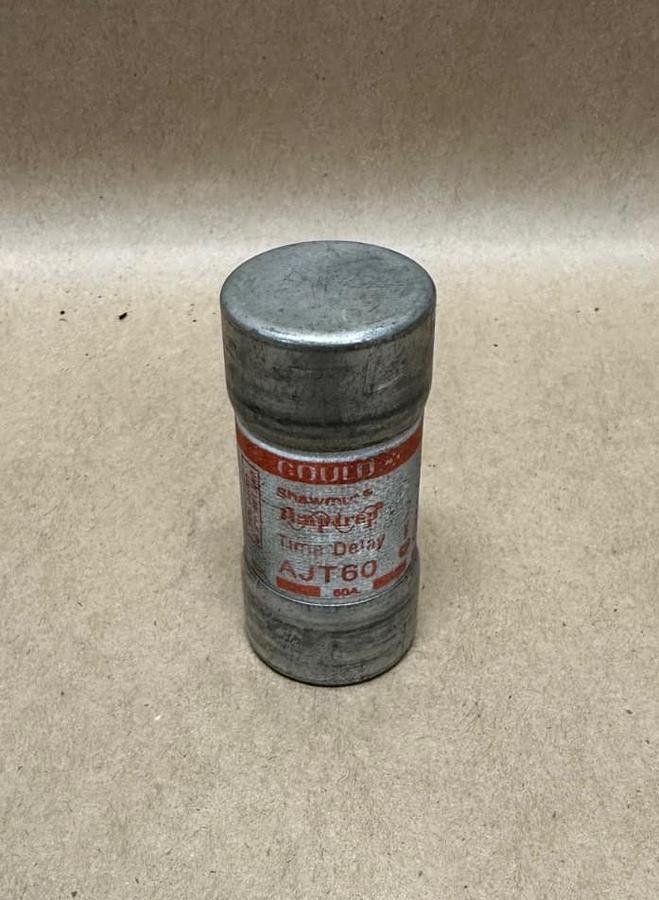 GOULD
Shawmut's
Amp-trap
Time Delay
AJT60
60A.